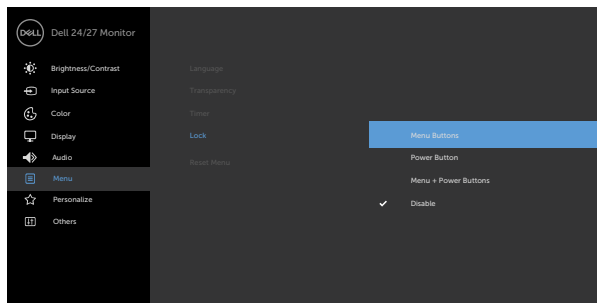 DELL Dell 24/27 Monitor
Brightness/Contrast
Input Source
Color
Display
Audio
Menu
Personalize
Others
Language
Transparency
Timer
Lock
Reset Menu
Menu Buttons
Power Button
Menu + Power Buttons
Disable